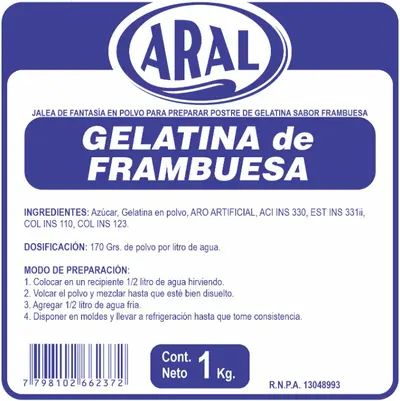 ARAL
JALEA DE FANTASÌA EN POLVO PARA PREPARAR POSTRE DE GELATINA SABOR FRAMBUESA
GELATINA de
FRAMBUESA
INGREDIENTES: Azúcar, Gelatina en polvo, ARO ARTIFICIAL, ACI INS 330, EST INS 331ii,
COL INS 110, COL INS 123.
DOSIFICACIÓN: 170 Grs. de polvo por litro de agua.
MODO DE PREPARACIÓN:
1. Colocar en un recipiente 1/2 litro de agua hirviendo.
2. Volcar el polvo y mezclar hasta que esté bien disuelto.
3. Agregar 1/2 litro de agua fría.
4. Disponer en moldes y llevar a refrigeración hasta que tome consistencia.
Cont.
Neto 1 Kg.
7 798102 662372
R.N.P.A. 13048993